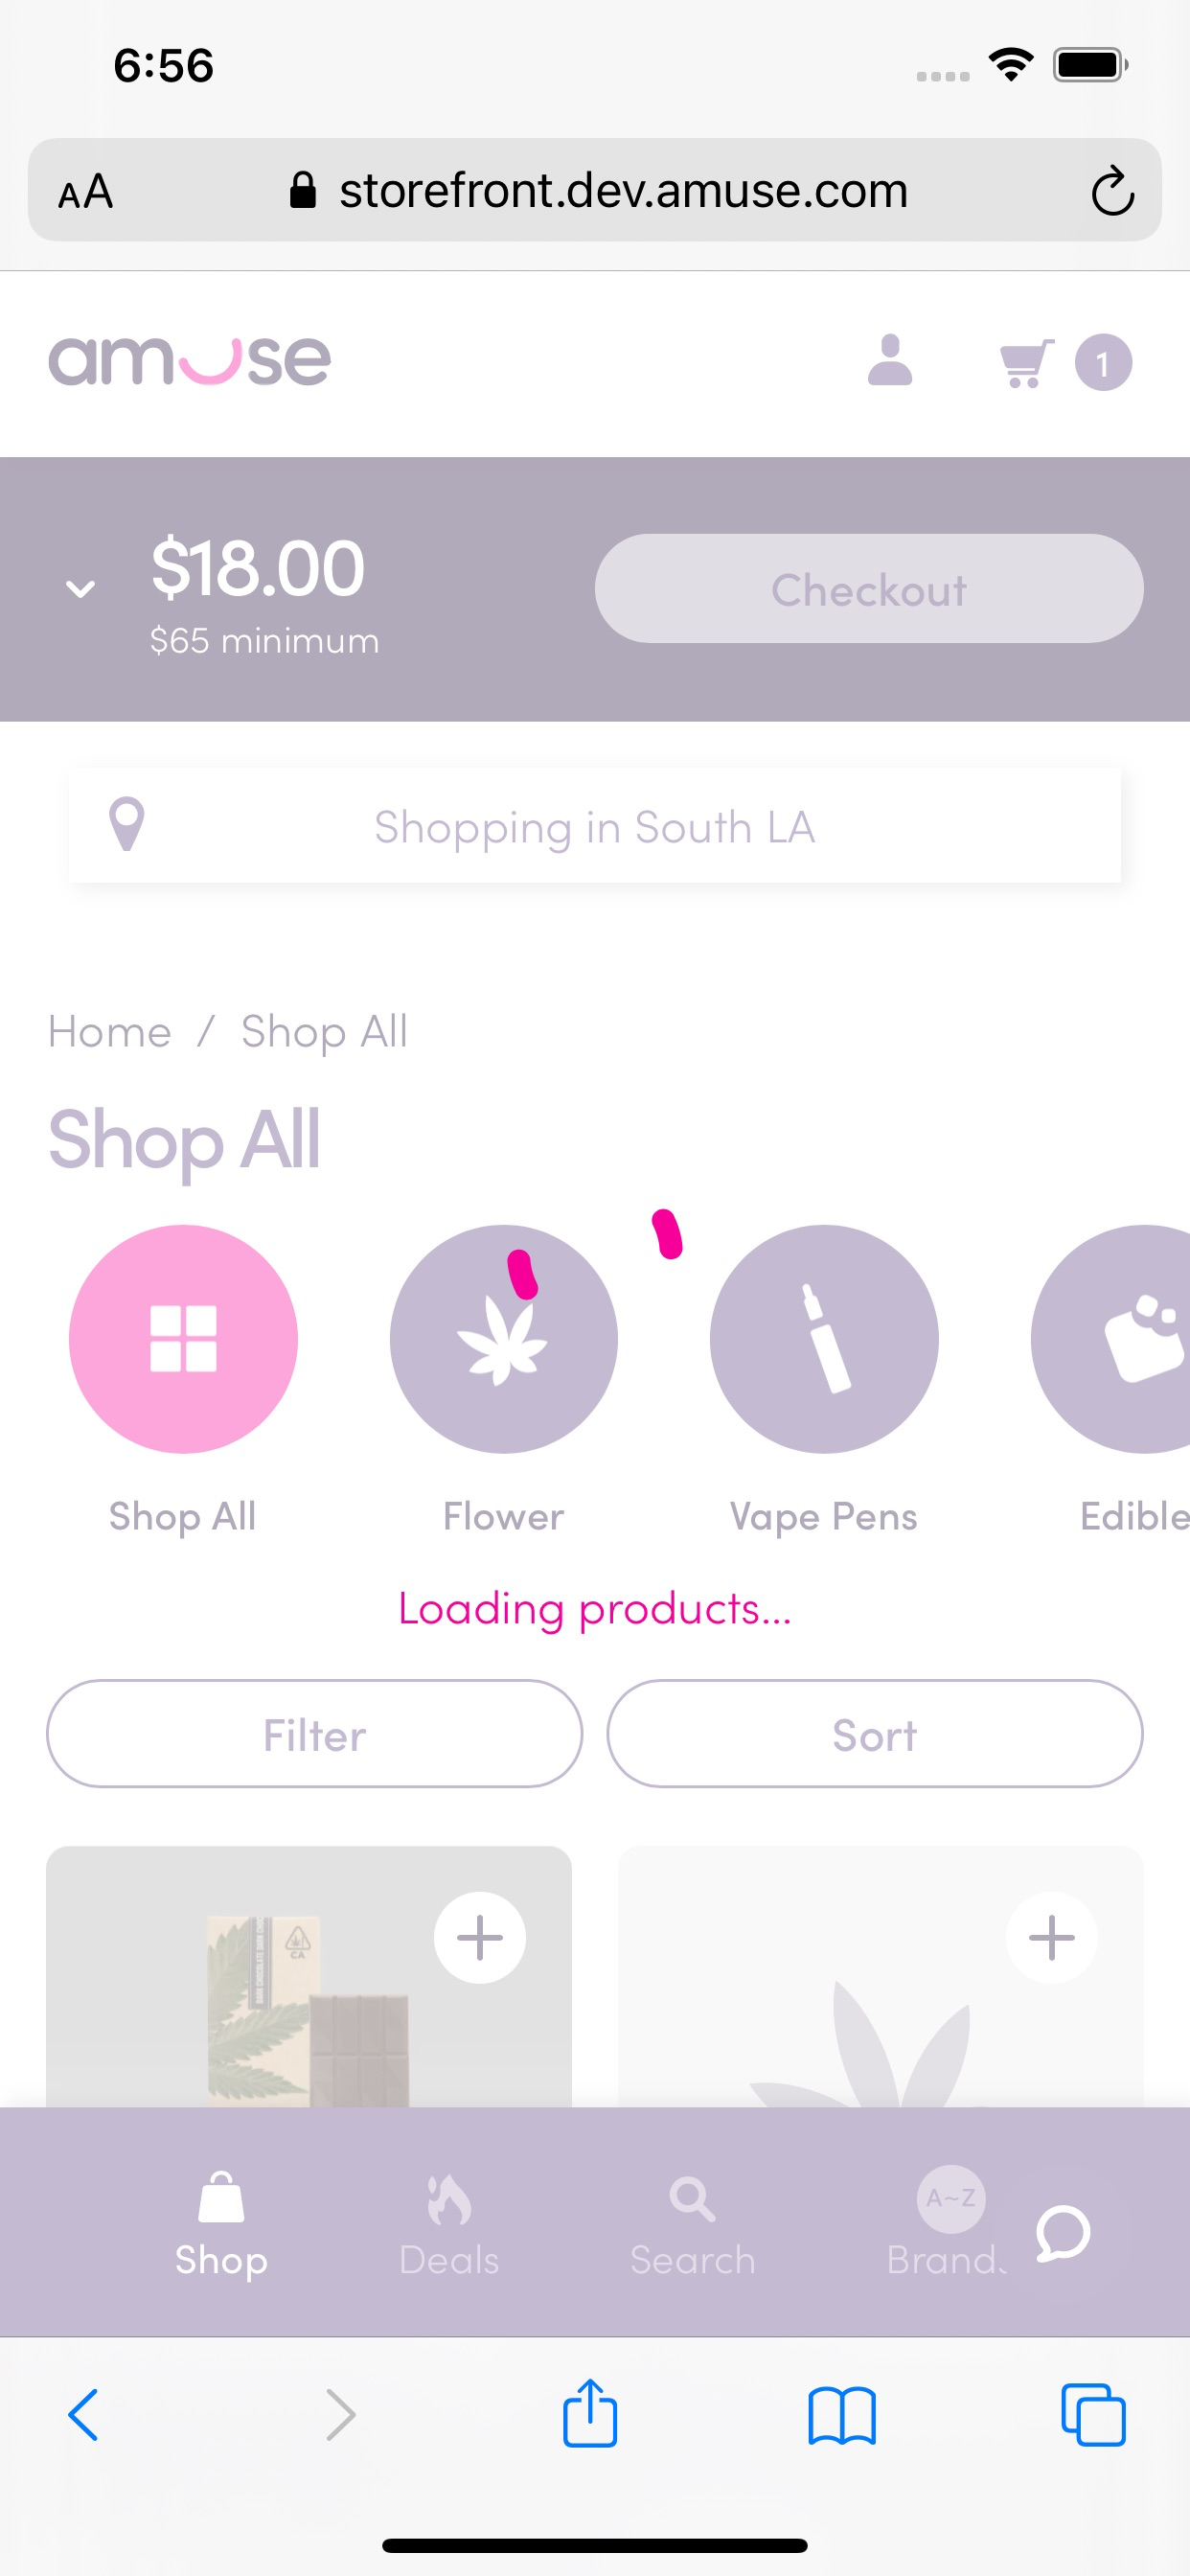 6:56
AA storefront.dev.amuse.com
amuse 1
$18.00
$65 minimum
Checkout
Shopping in South LA
Home / Shop All
Shop All
Shop All Flower Vape Pens Edible
Loading products...
Filter Sort
CA
A~Z
Shop Deals Search Brand